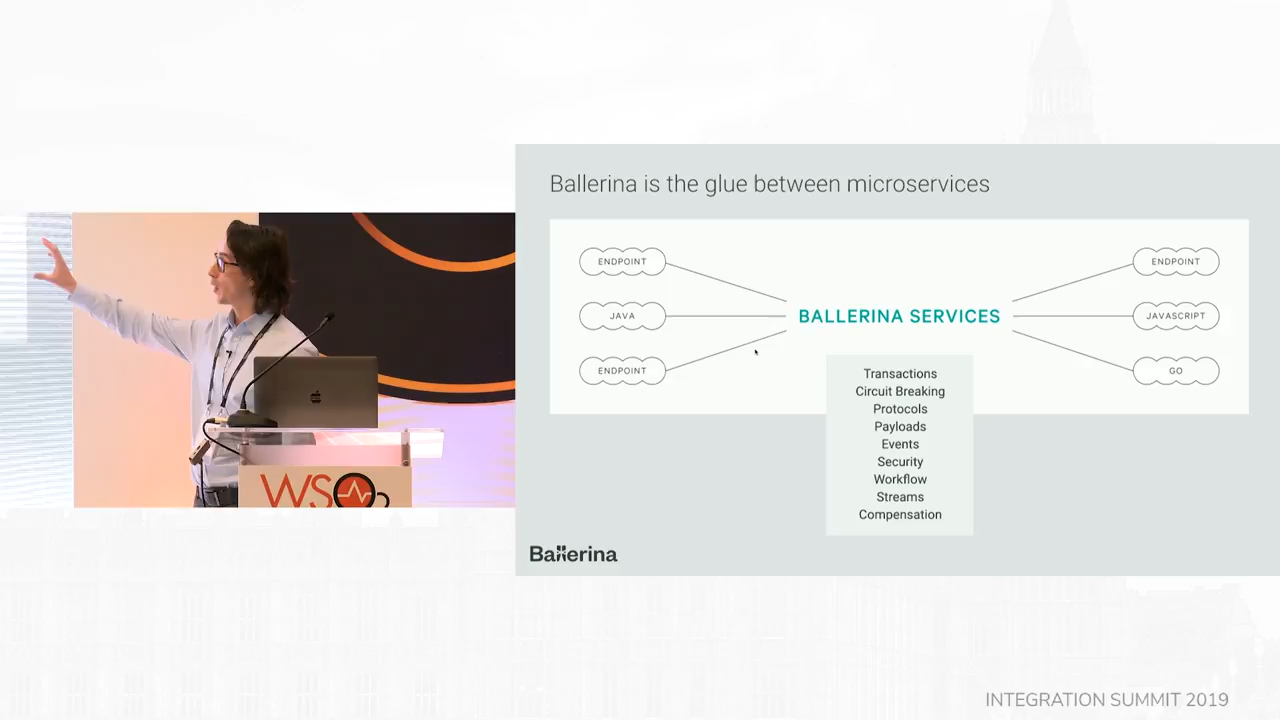 Ballerina is the glue between microservices
ENDPOINT
JAVA
ENDPOINT
BALLERINA SERVICES
ENDPOINT
JAVASCRIPT
GO
Transactions
Circuit Breaking
Protocols
Payloads
Events
Security
Workflow
Streams
Compensation
Ballerina
WSO2
INTEGRATION SUMMIT 2019